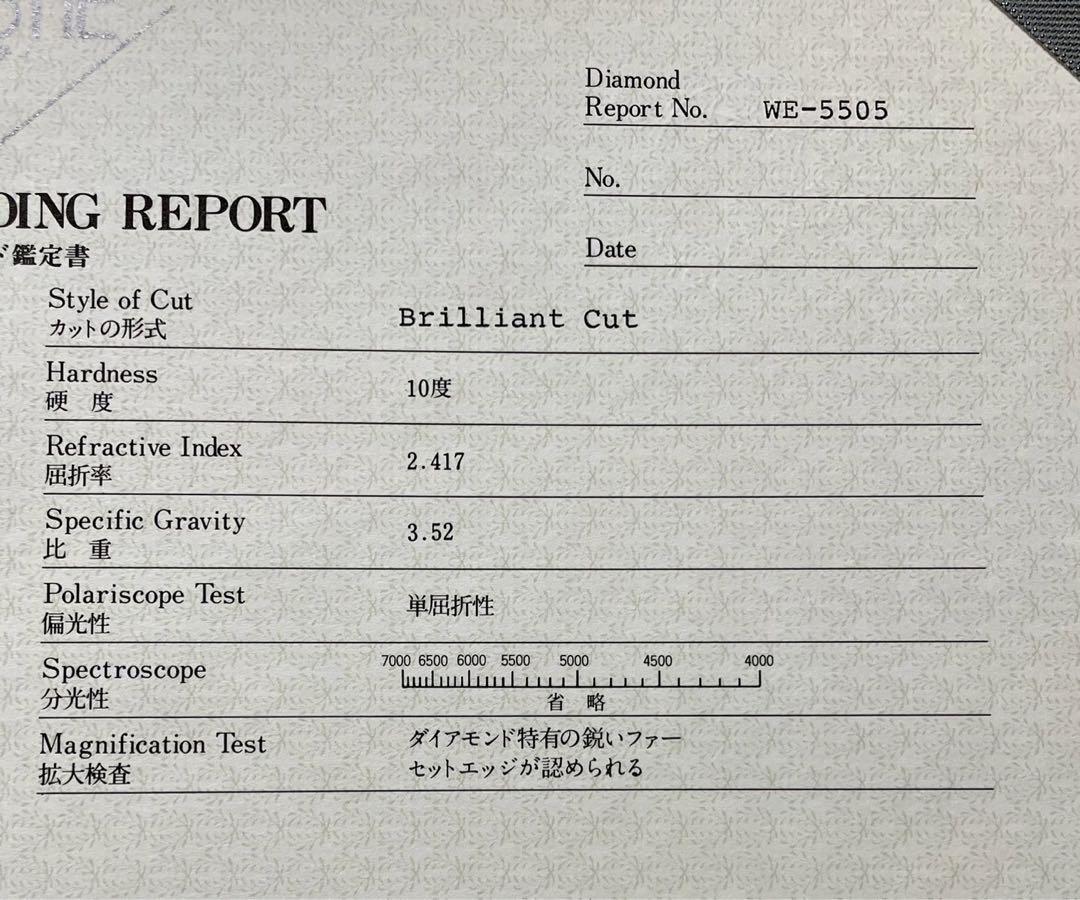 Diamond
Report No. WE-5505
No.
DING REPORT
ド鑑定書
Date
Style of Cut
カットの形式
Brilliant Cut
Hardness
硬 度
10度
Refractive Index
屈折率
2.417
Specific Gravity
比 重
3.52
Polariscope Test
偏光性
単屈折性
Spectroscope
分光性
7000 6500 6000 5500 5000 4500 4000
省 略
Magnification Test
拡大検査
ダイアモンド特有の鋭いファー
セットエッジが認められる